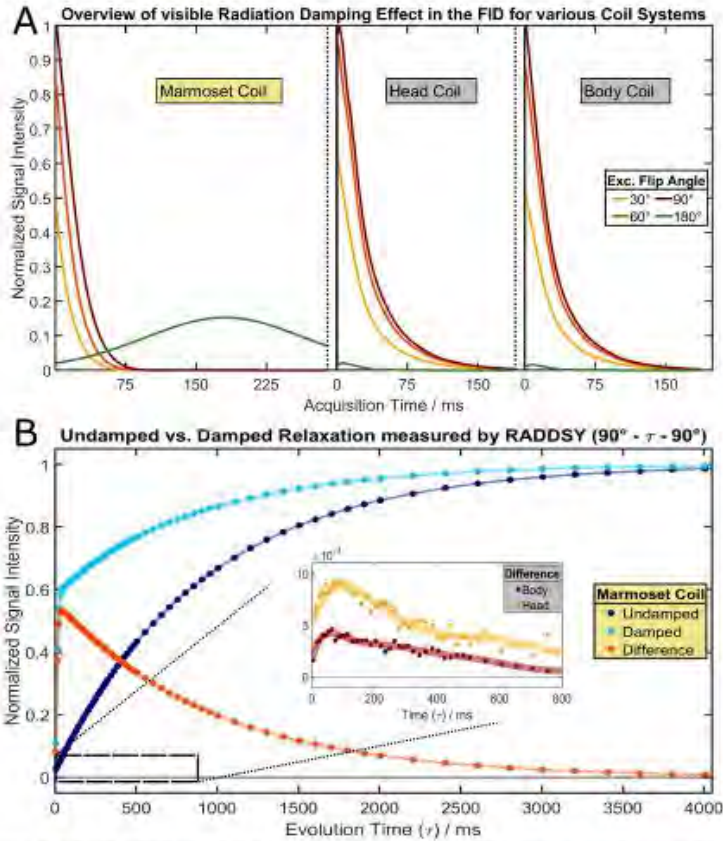 A
Overview of visible Radiation Damping Effect in the FID for various Coil Systems
Normalized Signal Intensity
1
0.9
0.8
0.7
0.6
0.5
0.4
0.3
0.2
0.1
0
Marmoset Coil
Head Coil
Body Coil
Exc. Flip Angle
30° 90°
60° 180°
75 150 225 0 75 150 0 75 150
Acquisition Time / ms
B
Undamped vs. Damped Relaxation measured by RADDSY (90° - τ - 90°)
Normalized Signal Intensity
1
0.8
0.6
0.4
0.2
0
10
5
0
0 200 400 600 800
Time (τ) / ms
Difference
Body
Head
Marmoset Coil
Undamped
Damped
Difference
0 500 1000 1500 2000 2500 3000 3500 4000
Evolution Time (τ) / ms